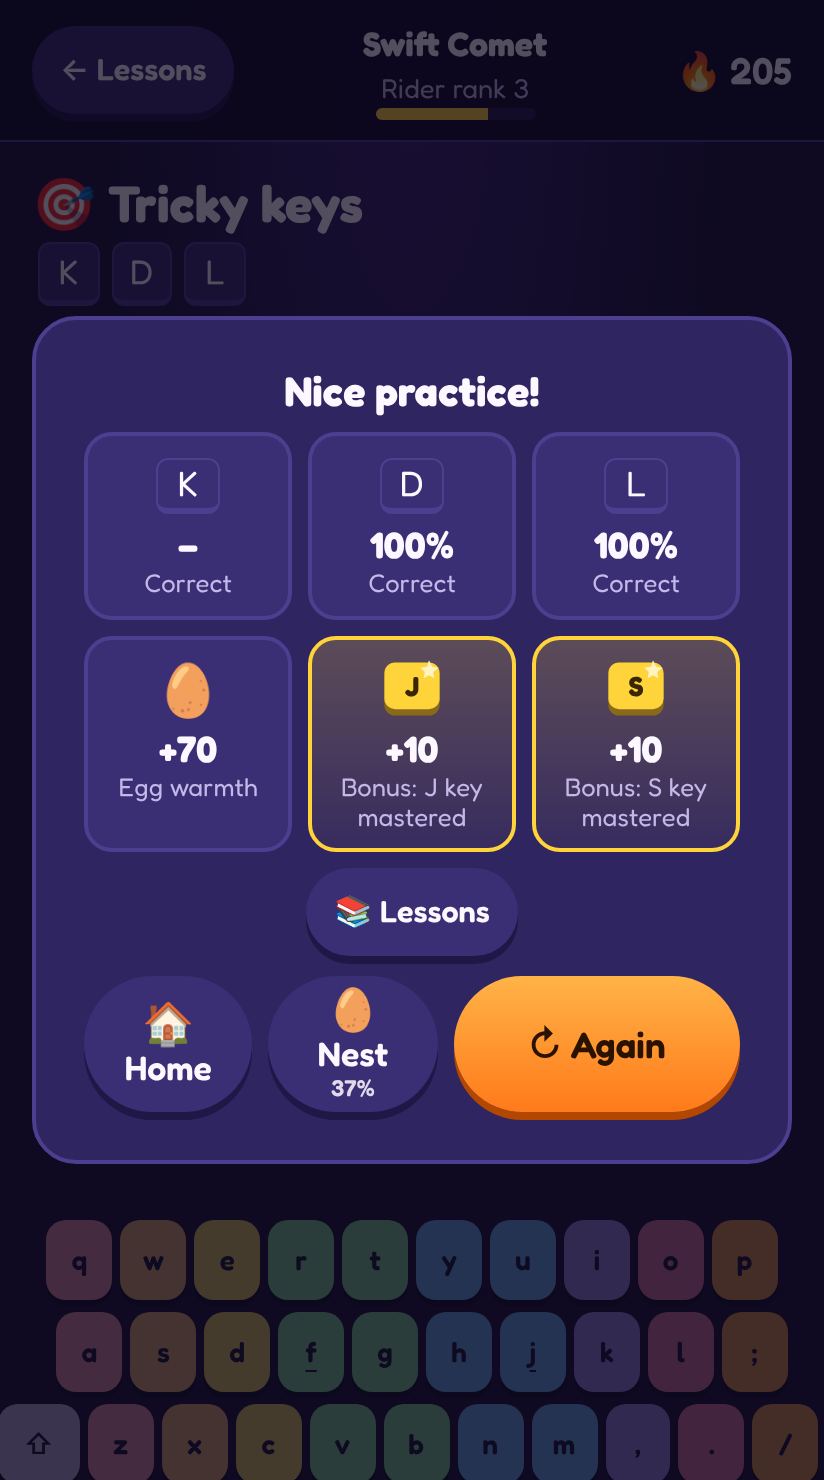 ← Lessons
Swift Comet
Rider rank 3
205
Tricky keys
K D L
Nice practice!
K
–
Correct
D
100%
Correct
L
100%
Correct
+70
Egg warmth
J
+10
Bonus: J key
mastered
S
+10
Bonus: S key
mastered
Lessons
Home
Nest
37%
↻ Again
q w e r t y u i o p
a s d f g h j k l ;
⇧ z x c v b n m , . /